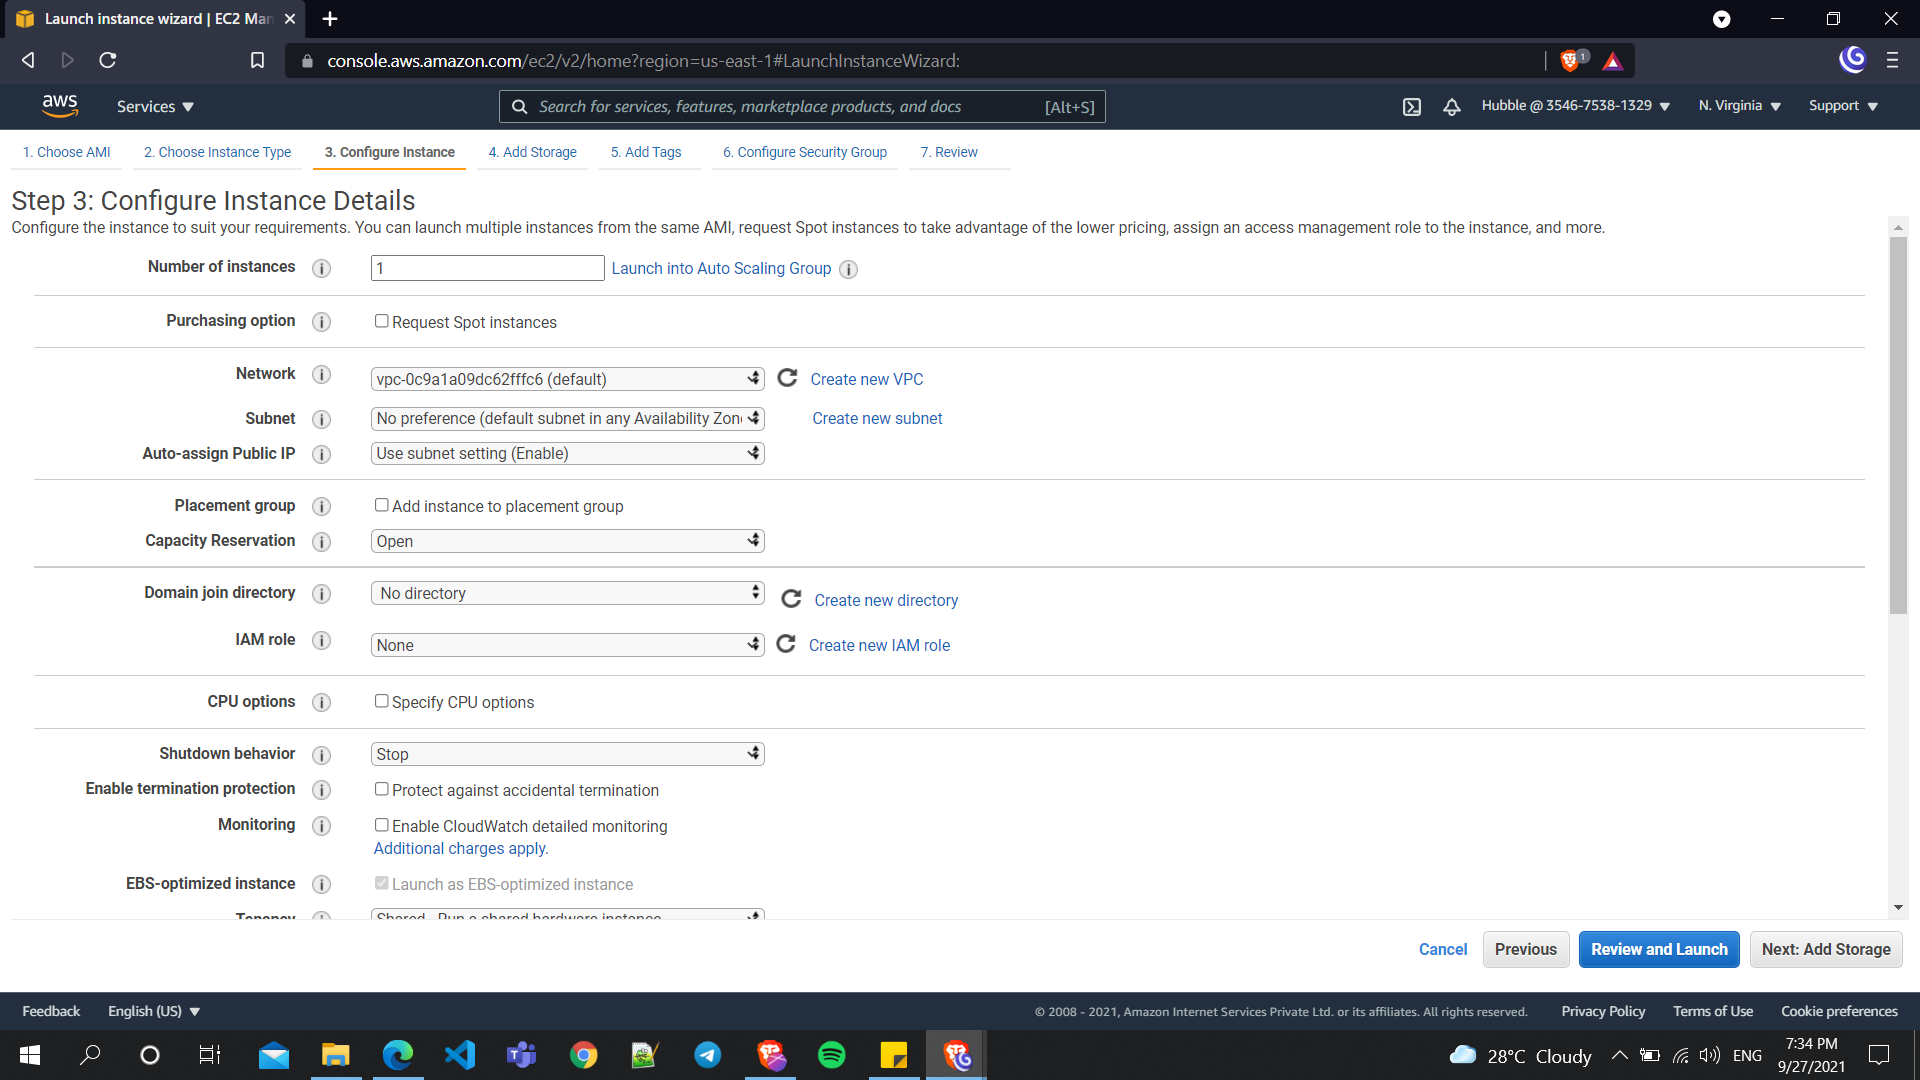 Launch instance wizard | EC2 Man
console.aws.amazon.com/ec2/v2/home?region=us-east-1#LaunchInstanceWizard:
1
aws
Services
Search for services, features, marketplace products, and docs
[Alt+S]
Hubble @ 3546-7538-1329
N. Virginia
Support
1. Choose AMI
2. Choose Instance Type
3. Configure Instance
4. Add Storage
5. Add Tags
6. Configure Security Group
7. Review
Step 3: Configure Instance Details
Configure the instance to suit your requirements. You can launch multiple instances from the same AMI, request Spot instances to take advantage of the lower pricing, assign an access management role to the instance, and more.
Number of instances
1
Launch into Auto Scaling Group
Purchasing option
Request Spot instances
Network
vpc-0c9a1a09dc62fffc6 (default)
Create new VPC
Subnet
No preference (default subnet in any Availability Zon
Create new subnet
Auto-assign Public IP
Use subnet setting (Enable)
Placement group
Add instance to placement group
Capacity Reservation
Open
Domain join directory
No directory
Create new directory
IAM role
None
Create new IAM role
CPU options
Specify CPU options
Shutdown behavior
Stop
Enable termination protection
Protect against accidental termination
Monitoring
Enable CloudWatch detailed monitoring
Additional charges apply.
EBS-optimized instance
Launch as EBS-optimized instance
Tenancy
Shared - Run a shared hardware instance
Cancel
Previous
Review and Launch
Next: Add Storage
Feedback
English (US)
© 2008 - 2021, Amazon Internet Services Private Ltd. or its affiliates. All rights reserved.
Privacy Policy
Terms of Use
Cookie preferences
28°C Cloudy
ENG
7:34 PM
9/27/2021